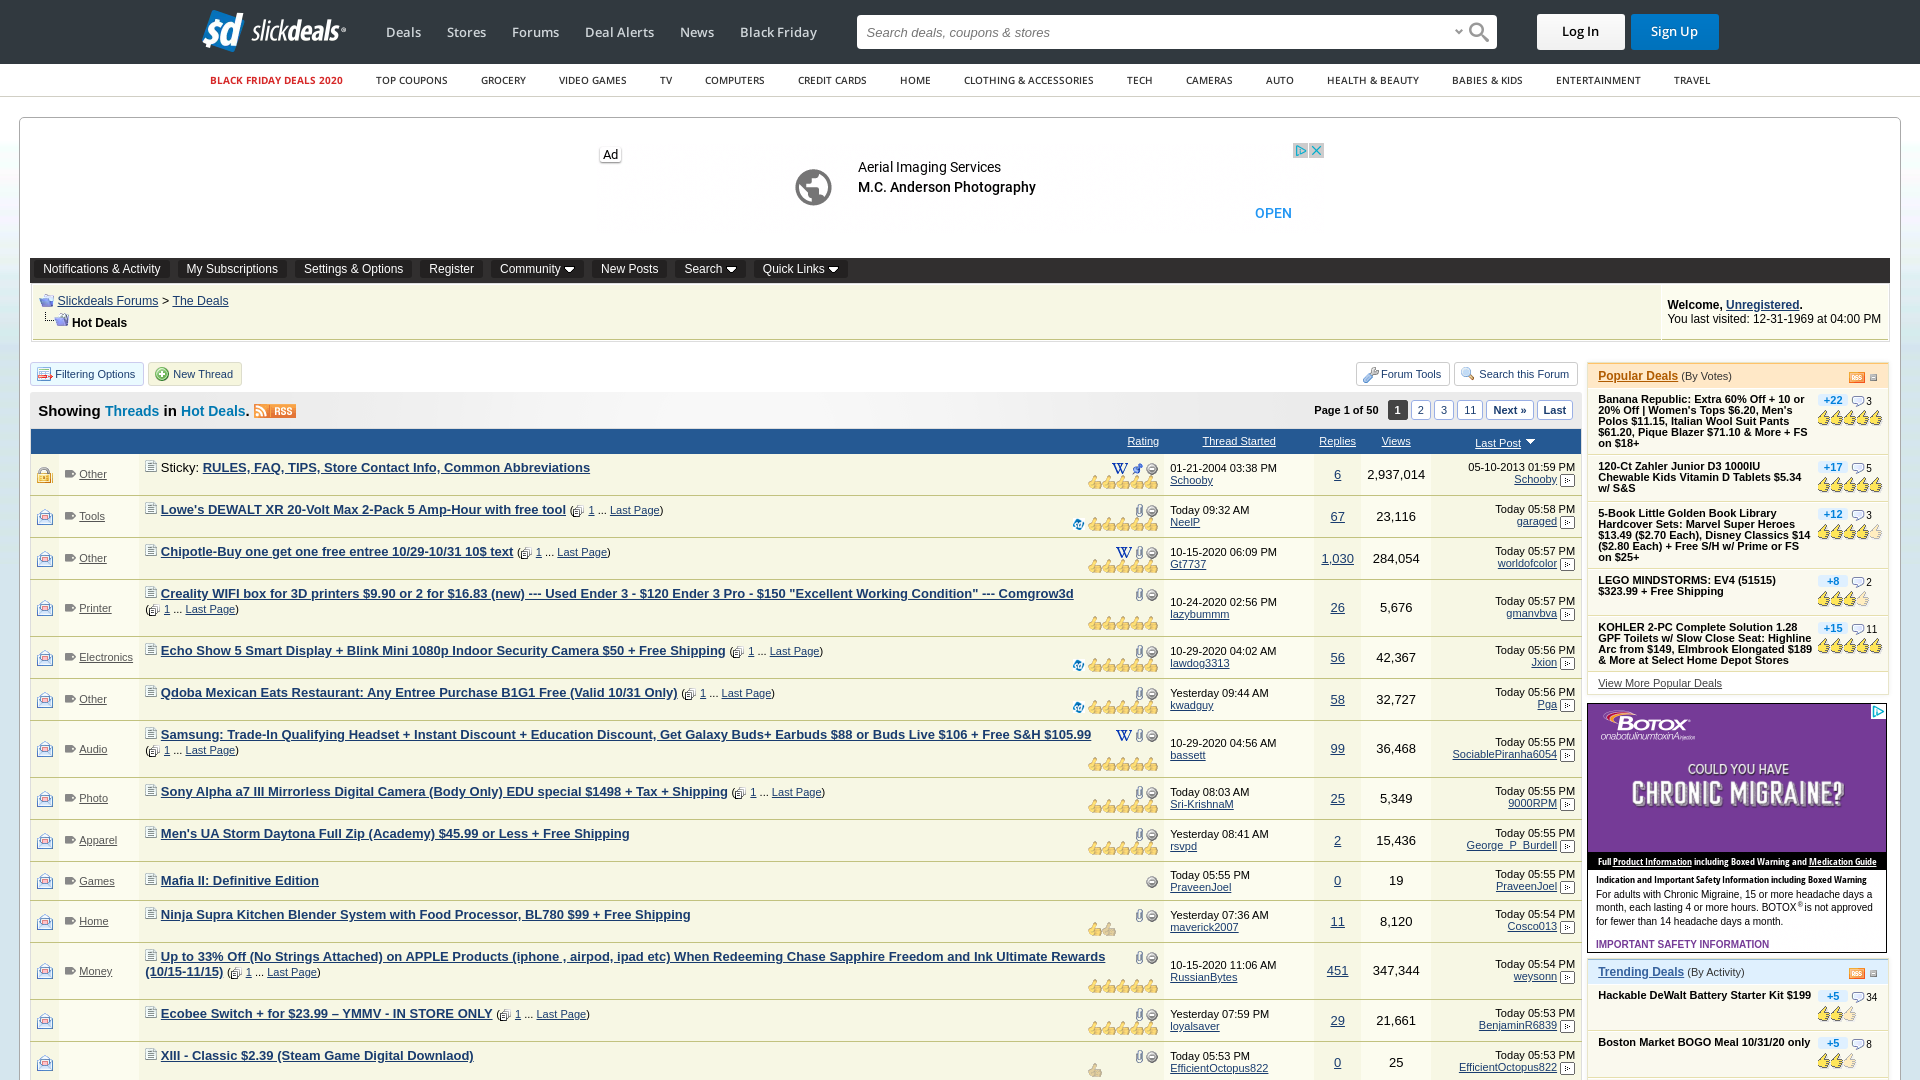 slickdeals
Deals
Stores
Forums
Deal Alerts
News
Black Friday
Search deals, coupons & stores
Log In
Sign Up
BLACK FRIDAY DEALS 2020
TOP COUPONS
GROCERY
VIDEO GAMES
TV
COMPUTERS
CREDIT CARDS
HOME
CLOTHING & ACCESSORIES
TECH
CAMERAS
AUTO
HEALTH & BEAUTY
BABIES & KIDS
ENTERTAINMENT
TRAVEL
Ad
Aerial Imaging Services
M.C. Anderson Photography
OPEN
Notifications & Activity
My Subscriptions
Settings & Options
Register
Community
New Posts
Search
Quick Links
Slickdeals Forums > The Deals
Hot Deals
Welcome, Unregistered.
You last visited: 12-31-1969 at 04:00 PM
Filtering Options
New Thread
Forum Tools
Search this Forum
Showing Threads in Hot Deals. RSS
Page 1 of 50 1 2 3 11 Next » Last
Rating Thread Started Replies Views Last Post
Other
Sticky: RULES, FAQ, TIPS, Store Contact Info, Common Abbreviations
01-21-2004 03:38 PM
Schooby
6
2,937,014
05-10-2013 01:59 PM
Schooby
Tools
Lowe's DEWALT XR 20-Volt Max 2-Pack 5 Amp-Hour with free tool ( 1 ... Last Page)
Today 09:32 AM
NeelP
67
23,116
Today 05:58 PM
garaged
Other
Chipotle-Buy one get one free entree 10/29-10/31 10$ text ( 1 ... Last Page)
10-15-2020 06:09 PM
Gt7737
1,030
284,054
Today 05:57 PM
worldofcolor
Printer
Creality WIFI box for 3D printers $9.90 or 2 for $16.83 (new) --- Used Ender 3 - $120 Ender 3 Pro - $150 "Excellent Working Condition" --- Comgrow3d
( 1 ... Last Page)
10-24-2020 02:56 PM
lazybummm
26
5,676
Today 05:57 PM
gmanvbva
Electronics
Echo Show 5 Smart Display + Blink Mini 1080p Indoor Security Camera $50 + Free Shipping ( 1 ... Last Page)
10-29-2020 04:02 AM
lawdog3313
56
42,367
Today 05:56 PM
Jxion
Other
Qdoba Mexican Eats Restaurant: Any Entree Purchase B1G1 Free (Valid 10/31 Only) ( 1 ... Last Page)
Yesterday 09:44 AM
kwadguy
58
32,727
Today 05:56 PM
Pga
Audio
Samsung: Trade-In Qualifying Headset + Instant Discount + Education Discount, Get Galaxy Buds+ Earbuds $88 or Buds Live $106 + Free S&H $105.99
( 1 ... Last Page)
10-29-2020 04:56 AM
bassett
99
36,468
Today 05:55 PM
SociablePiranha6054
Photo
Sony Alpha a7 III Mirrorless Digital Camera (Body Only) EDU special $1498 + Tax + Shipping ( 1 ... Last Page)
Today 08:03 AM
Sri-KrishnaM
25
5,349
Today 05:55 PM
9000RPM
Apparel
Men's UA Storm Daytona Full Zip (Academy) $45.99 or Less + Free Shipping
Yesterday 08:41 AM
rsvpd
2
15,436
Today 05:55 PM
George_P_Burdell
Games
Mafia II: Definitive Edition
Today 05:55 PM
PraveenJoel
0
19
Today 05:55 PM
PraveenJoel
Home
Ninja Supra Kitchen Blender System with Food Processor, BL780 $99 + Free Shipping
Yesterday 07:36 AM
maverick2007
11
8,120
Today 05:54 PM
Cosco013
Money
Up to 33% Off (No Strings Attached) on APPLE Products (iphone , airpod, ipad etc) When Redeeming Chase Sapphire Freedom and Ink Ultimate Rewards
(10/15-11/15) ( 1 ... Last Page)
10-15-2020 11:06 AM
RussianBytes
451
347,344
Today 05:54 PM
weysonn
Ecobee Switch + for $23.99 – YMMV - IN STORE ONLY ( 1 ... Last Page)
Yesterday 07:59 PM
loyalsaver
29
21,661
Today 05:53 PM
BenjaminR6839
XIII - Classic $2.39 (Steam Game Digital Downlaod)
Today 05:53 PM
EfficientOctopus822
0
25
Today 05:53 PM
EfficientOctopus822
Popular Deals (By Votes)
Banana Republic: Extra 60% Off + 10 or
20% Off | Women's Tops $6.20, Men's
Polos $11.15, Italian Wool Suit Pants
$61.20, Pique Blazer $71.10 & More + FS
on $18+
+22 3
120-Ct Zahler Junior D3 1000IU
Chewable Kids Vitamin D Tablets $5.34
w/ S&S
+17 5
5-Book Little Golden Book Library
Hardcover Sets: Marvel Super Heroes
$13.49 ($2.70 Each), Disney Classics $14
($2.80 Each) + Free S/H w/ Prime or FS
on $25+
+12 3
LEGO MINDSTORMS: EV4 (51515)
$323.99 + Free Shipping
+8 2
KOHLER 2-PC Complete Solution 1.28
GPF Toilets w/ Slow Close Seat: Highline
Arc from $149, Elmbrook Elongated $189
& More at Select Home Depot Stores
+15 11
View More Popular Deals
BOTOX
onabotulinumtoxinA injection
COULD YOU HAVE
CHRONIC MIGRAINE?
Full Product Information including Boxed Warning and Medication Guide
Indication and Important Safety Information including Boxed Warning
For adults with Chronic Migraine, 15 or more headache days a
month, each lasting 4 or more hours. BOTOX® is not approved
for fewer than 14 headache days a month.
IMPORTANT SAFETY INFORMATION
Trending Deals (By Activity)
Hackable DeWalt Battery Starter Kit $199
+5 34
Boston Market BOGO Meal 10/31/20 only
+5 8